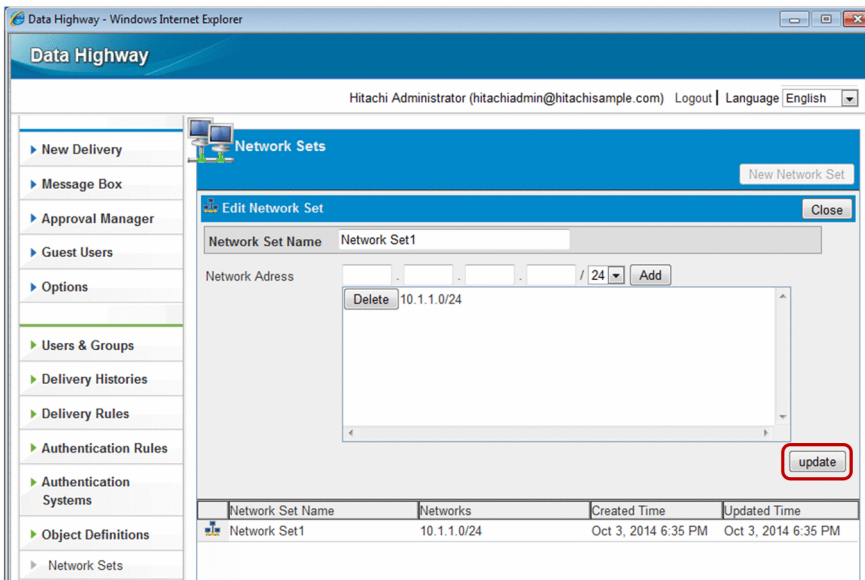 Data Highway - Windows Internet Explorer
Data Highway
Hitachi Administrator (hitachiadmin@hitachisample.com) Logout Language English
New Delivery
Message Box
Approval Manager
Guest Users
Options
Users & Groups
Delivery Histories
Delivery Rules
Authentication Rules
Authentication
Systems
Object Definitions
Network Sets
Network Sets
New Network Set
Edit Network Set
Close
Network Set Name Network Set1
Network Adress . . . / 24 Add
Delete 10.1.1.0/24
update
Network Set Name Networks Created Time Updated Time
Network Set1 10.1.1.0/24 Oct 3, 2014 6:35 PM Oct 3, 2014 6:35 PM